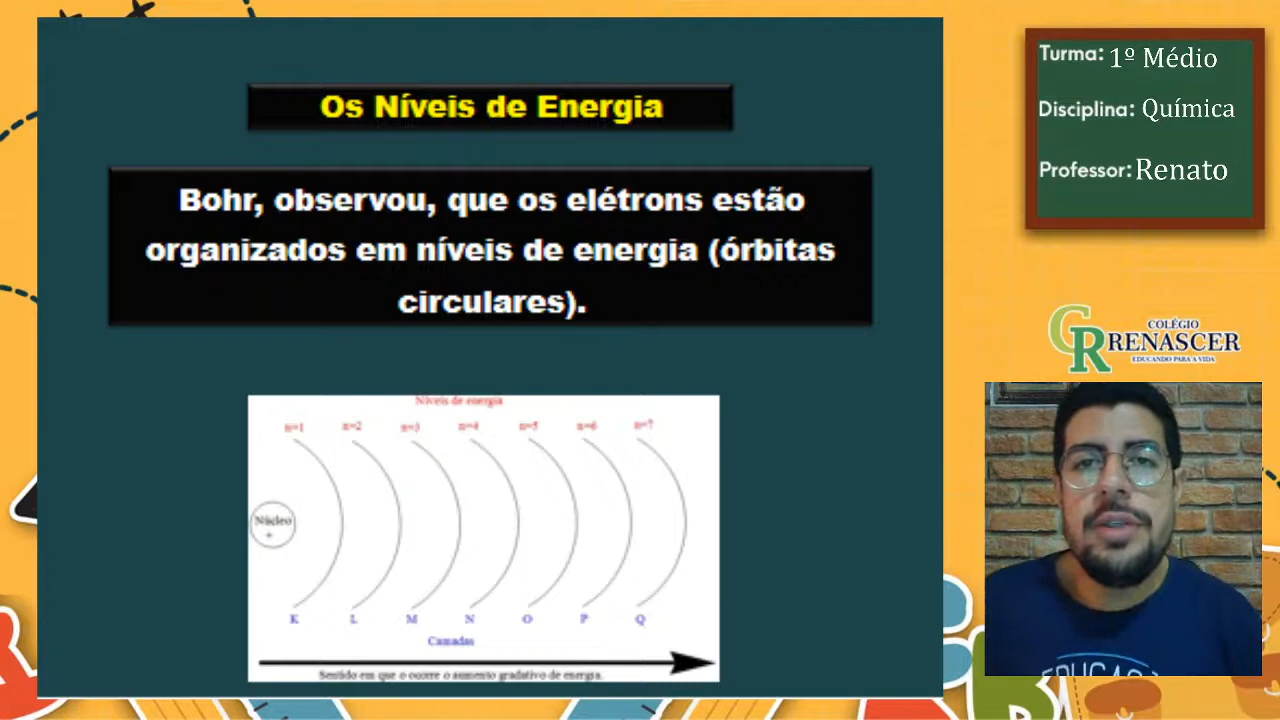 Os Níveis de Energia
Bohr, observou, que os elétrons estão
organizados em níveis de energia (órbitas
circulares).
Níveis de energia
n=1 n=2 n=3 n=4 n=5 n=6 n=7
Núcleo
+
K L M N O P Q
Camadas
Sentido em que o ocorre o aumento gradativo de energia.
Turma: 1º Médio
Disciplina: Química
Professor: Renato
CR
COLÉGIO
RENASCER
EDUCANDO PARA A VIDA